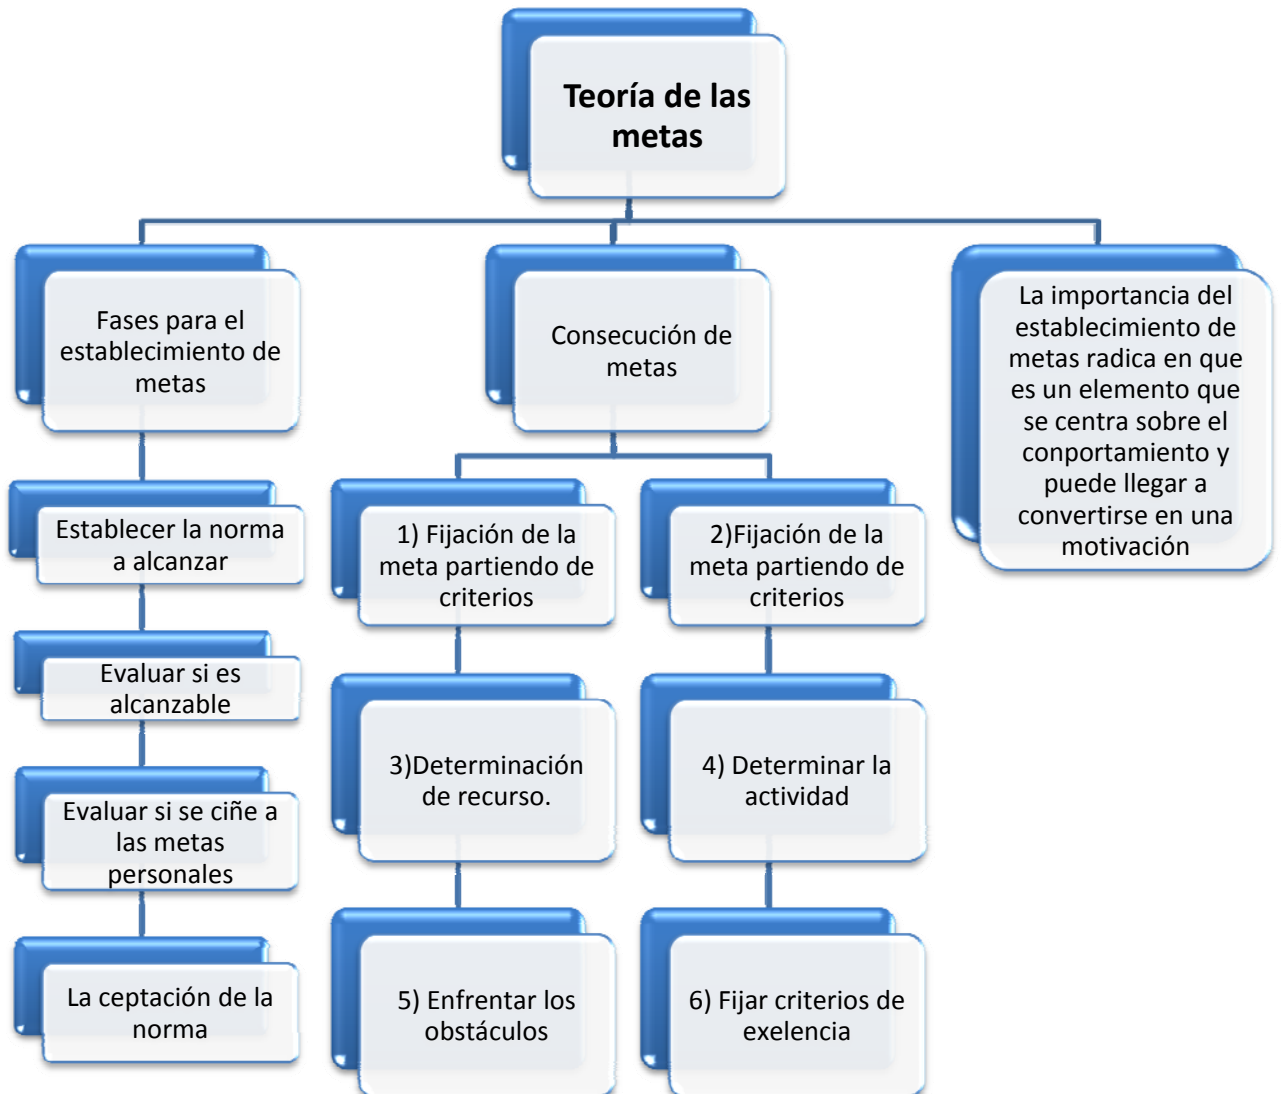 Teoría de las
metas
Fases para el
establecimiento de
metas
Establecer la norma
a alcanzar
Evaluar si es
alcanzable
Evaluar si se ciñe a
las metas
personales
La ceptación de la
norma
Consecución de
metas
1) Fijación de la
meta partiendo de
criterios
3)Determinación
de recurso.
5) Enfrentar los
obstáculos
2)Fijación de la
meta partiendo de
criterios
4) Determinar la
actividad
6) Fijar criterios de
exelencia
La importancia del
establecimiento de
metas radica en que
es un elemento que
se centra sobre el
conportamiento y
puede llegar a
convertirse en una
motivación